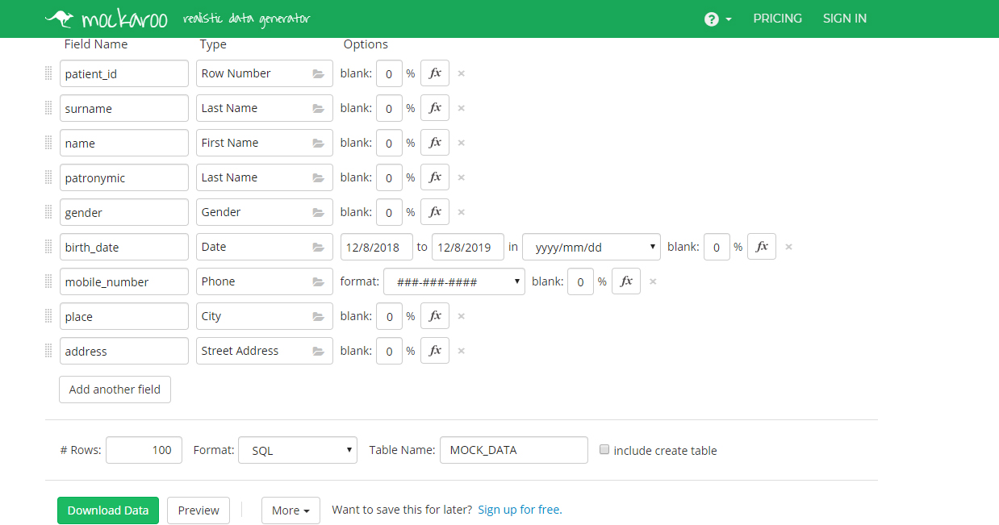 mockaroo realistic data generator ? PRICING SIGN IN
Field Name Type Options
patient_id Row Number blank: 0 % fx ×
surname Last Name blank: 0 % fx ×
name First Name blank: 0 % fx ×
patronymic Last Name blank: 0 % fx ×
gender Gender blank: 0 % fx ×
birth_date Date 12/8/2018 to 12/8/2019 in yyyy/mm/dd blank: 0 % fx ×
mobile_number Phone format: ###-###-#### blank: 0 % fx ×
place City blank: 0 % fx ×
address Street Address blank: 0 % fx ×
Add another field
# Rows: 100 Format: SQL Table Name: MOCK_DATA include create table
Download Data Preview More Want to save this for later? Sign up for free.